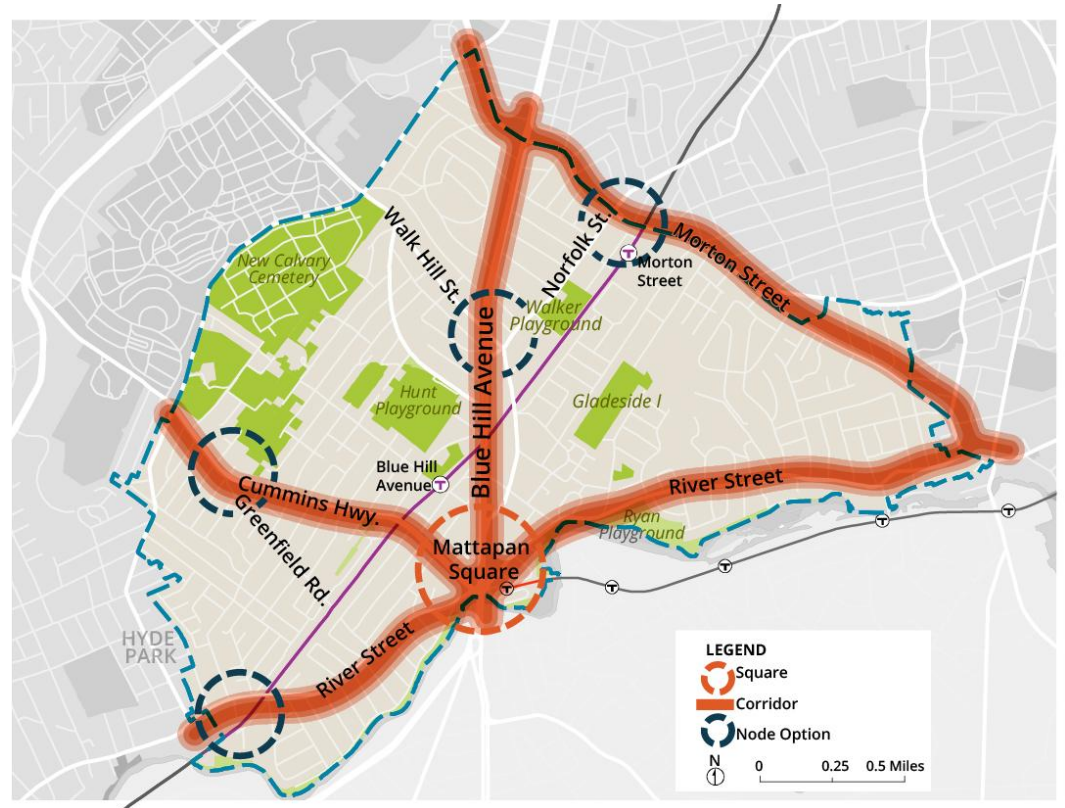 New Calvary
Cemetery
Walk Hill St.
Norfolk St.
Morton Street
Morton
Street
Walker
Playground
Blue Hill Avenue
Hunt
Playground
Gladeside I
Blue Hill
Avenue
T
T
Cummins Hwy.
Greenfield Rd.
River Street
Ryan
Playground
Mattapan
Square
T
T
T
T
T
HYDE
PARK
River Street
LEGEND
Square
Corridor
Node Option
N
0 0.25 0.5 Miles